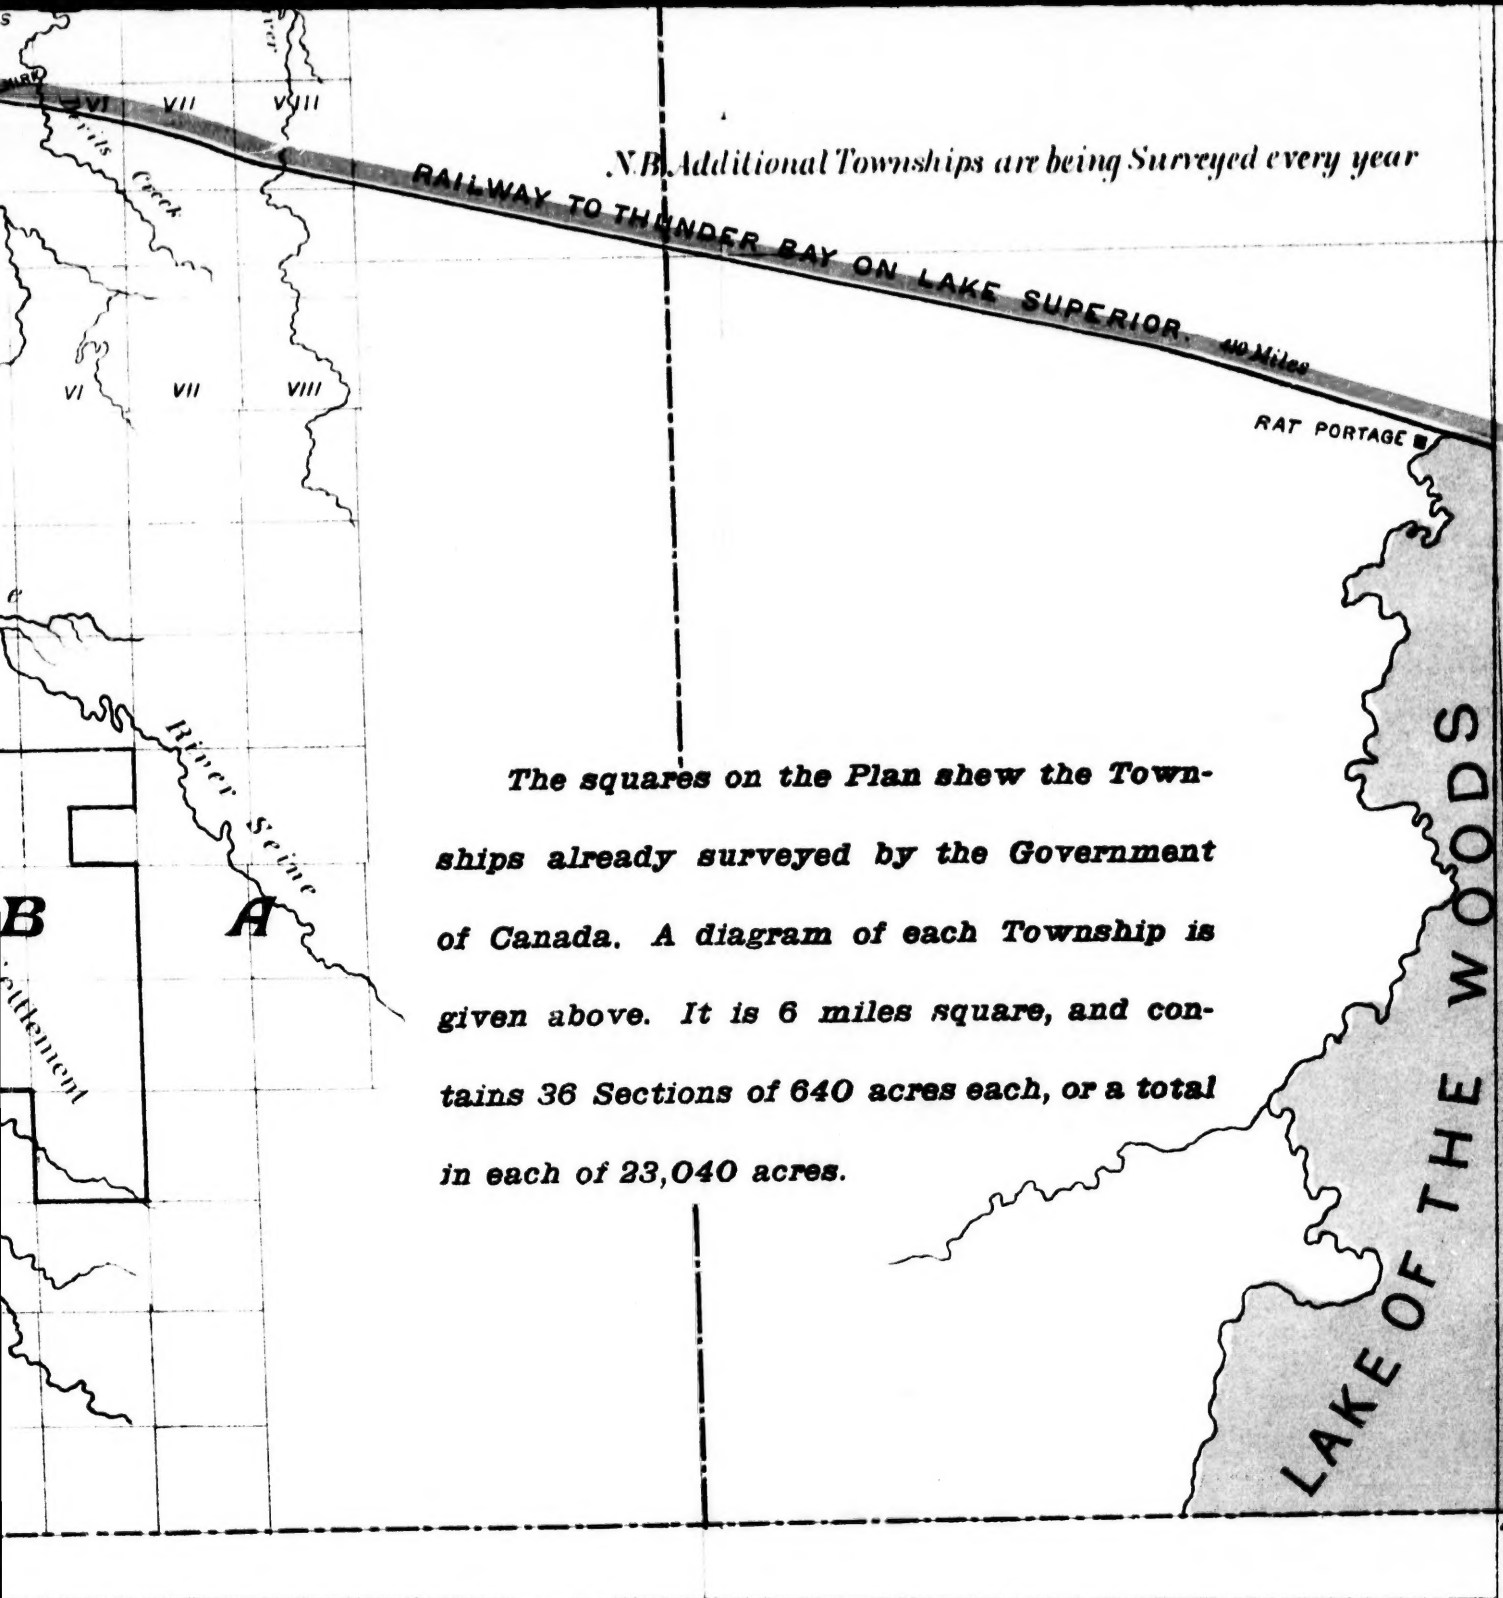 VI VII VIII
Creek
N.B. Additional Townships are being Surveyed every year
RAILWAY TO THUNDER BAY ON LAKE SUPERIOR. 410 Miles
VI VII VIII
RAT PORTAGE
e
River Seine
The squares on the Plan shew the Town-
ships already surveyed by the Government
of Canada. A diagram of each Township is
given above. It is 6 miles square, and con-
tains 36 Sections of 640 acres each, or a total
in each of 23,040 acres.
B A
LAKE OF THE WOODS